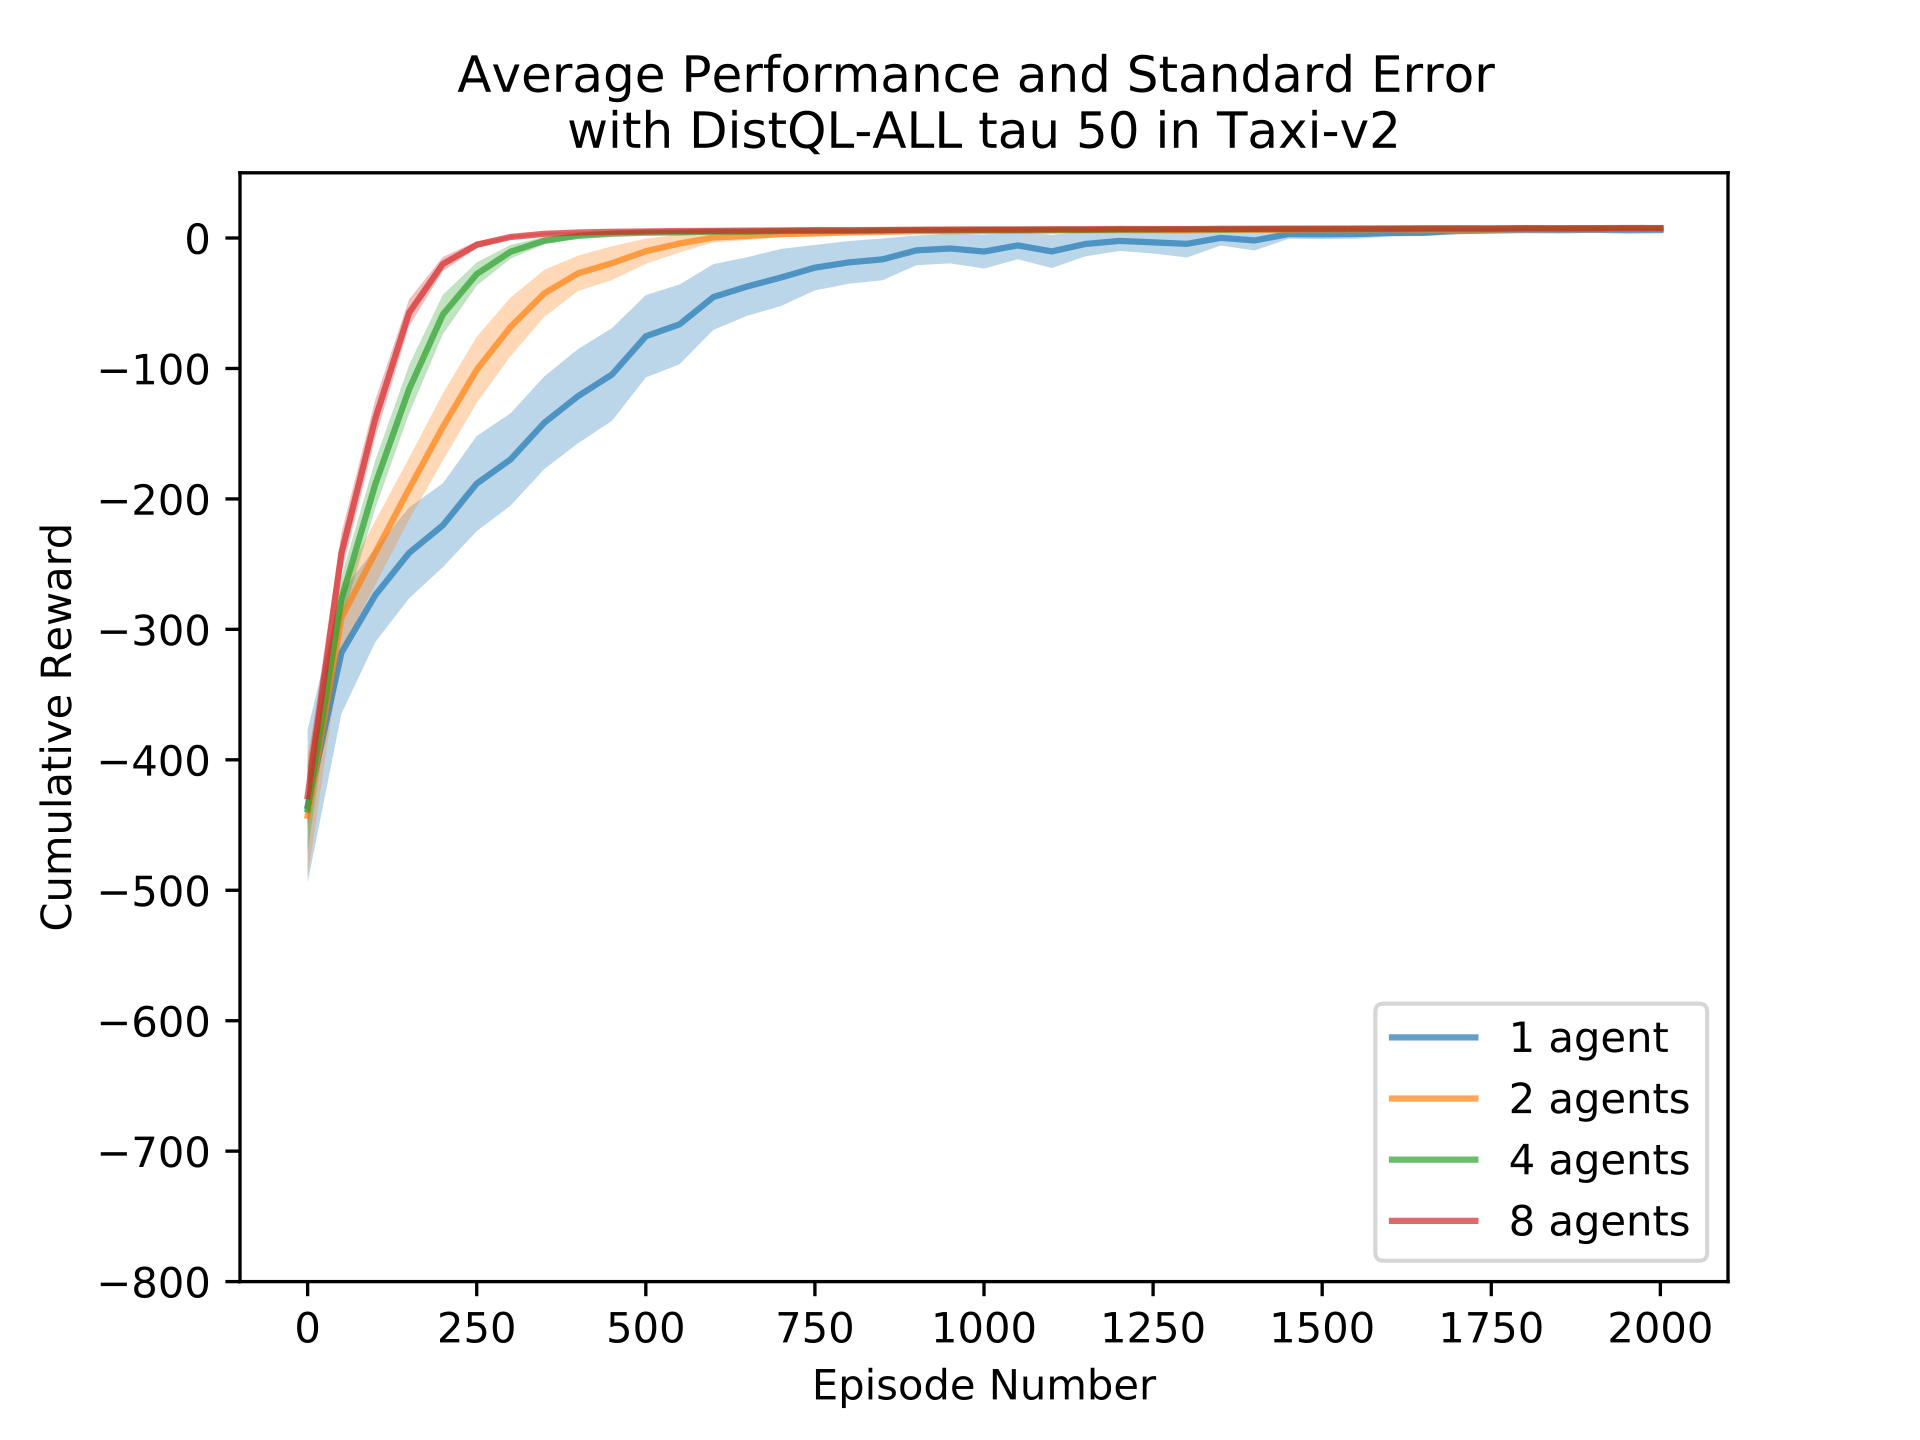 Average Performance and Standard Error
with DistQL-ALL tau 50 in Taxi-v2
Cumulative Reward
0
−100
−200
−300
−400
−500
−600
−700
−800
0 250 500 750 1000 1250 1500 1750 2000
Episode Number
1 agent
2 agents
4 agents
8 agents